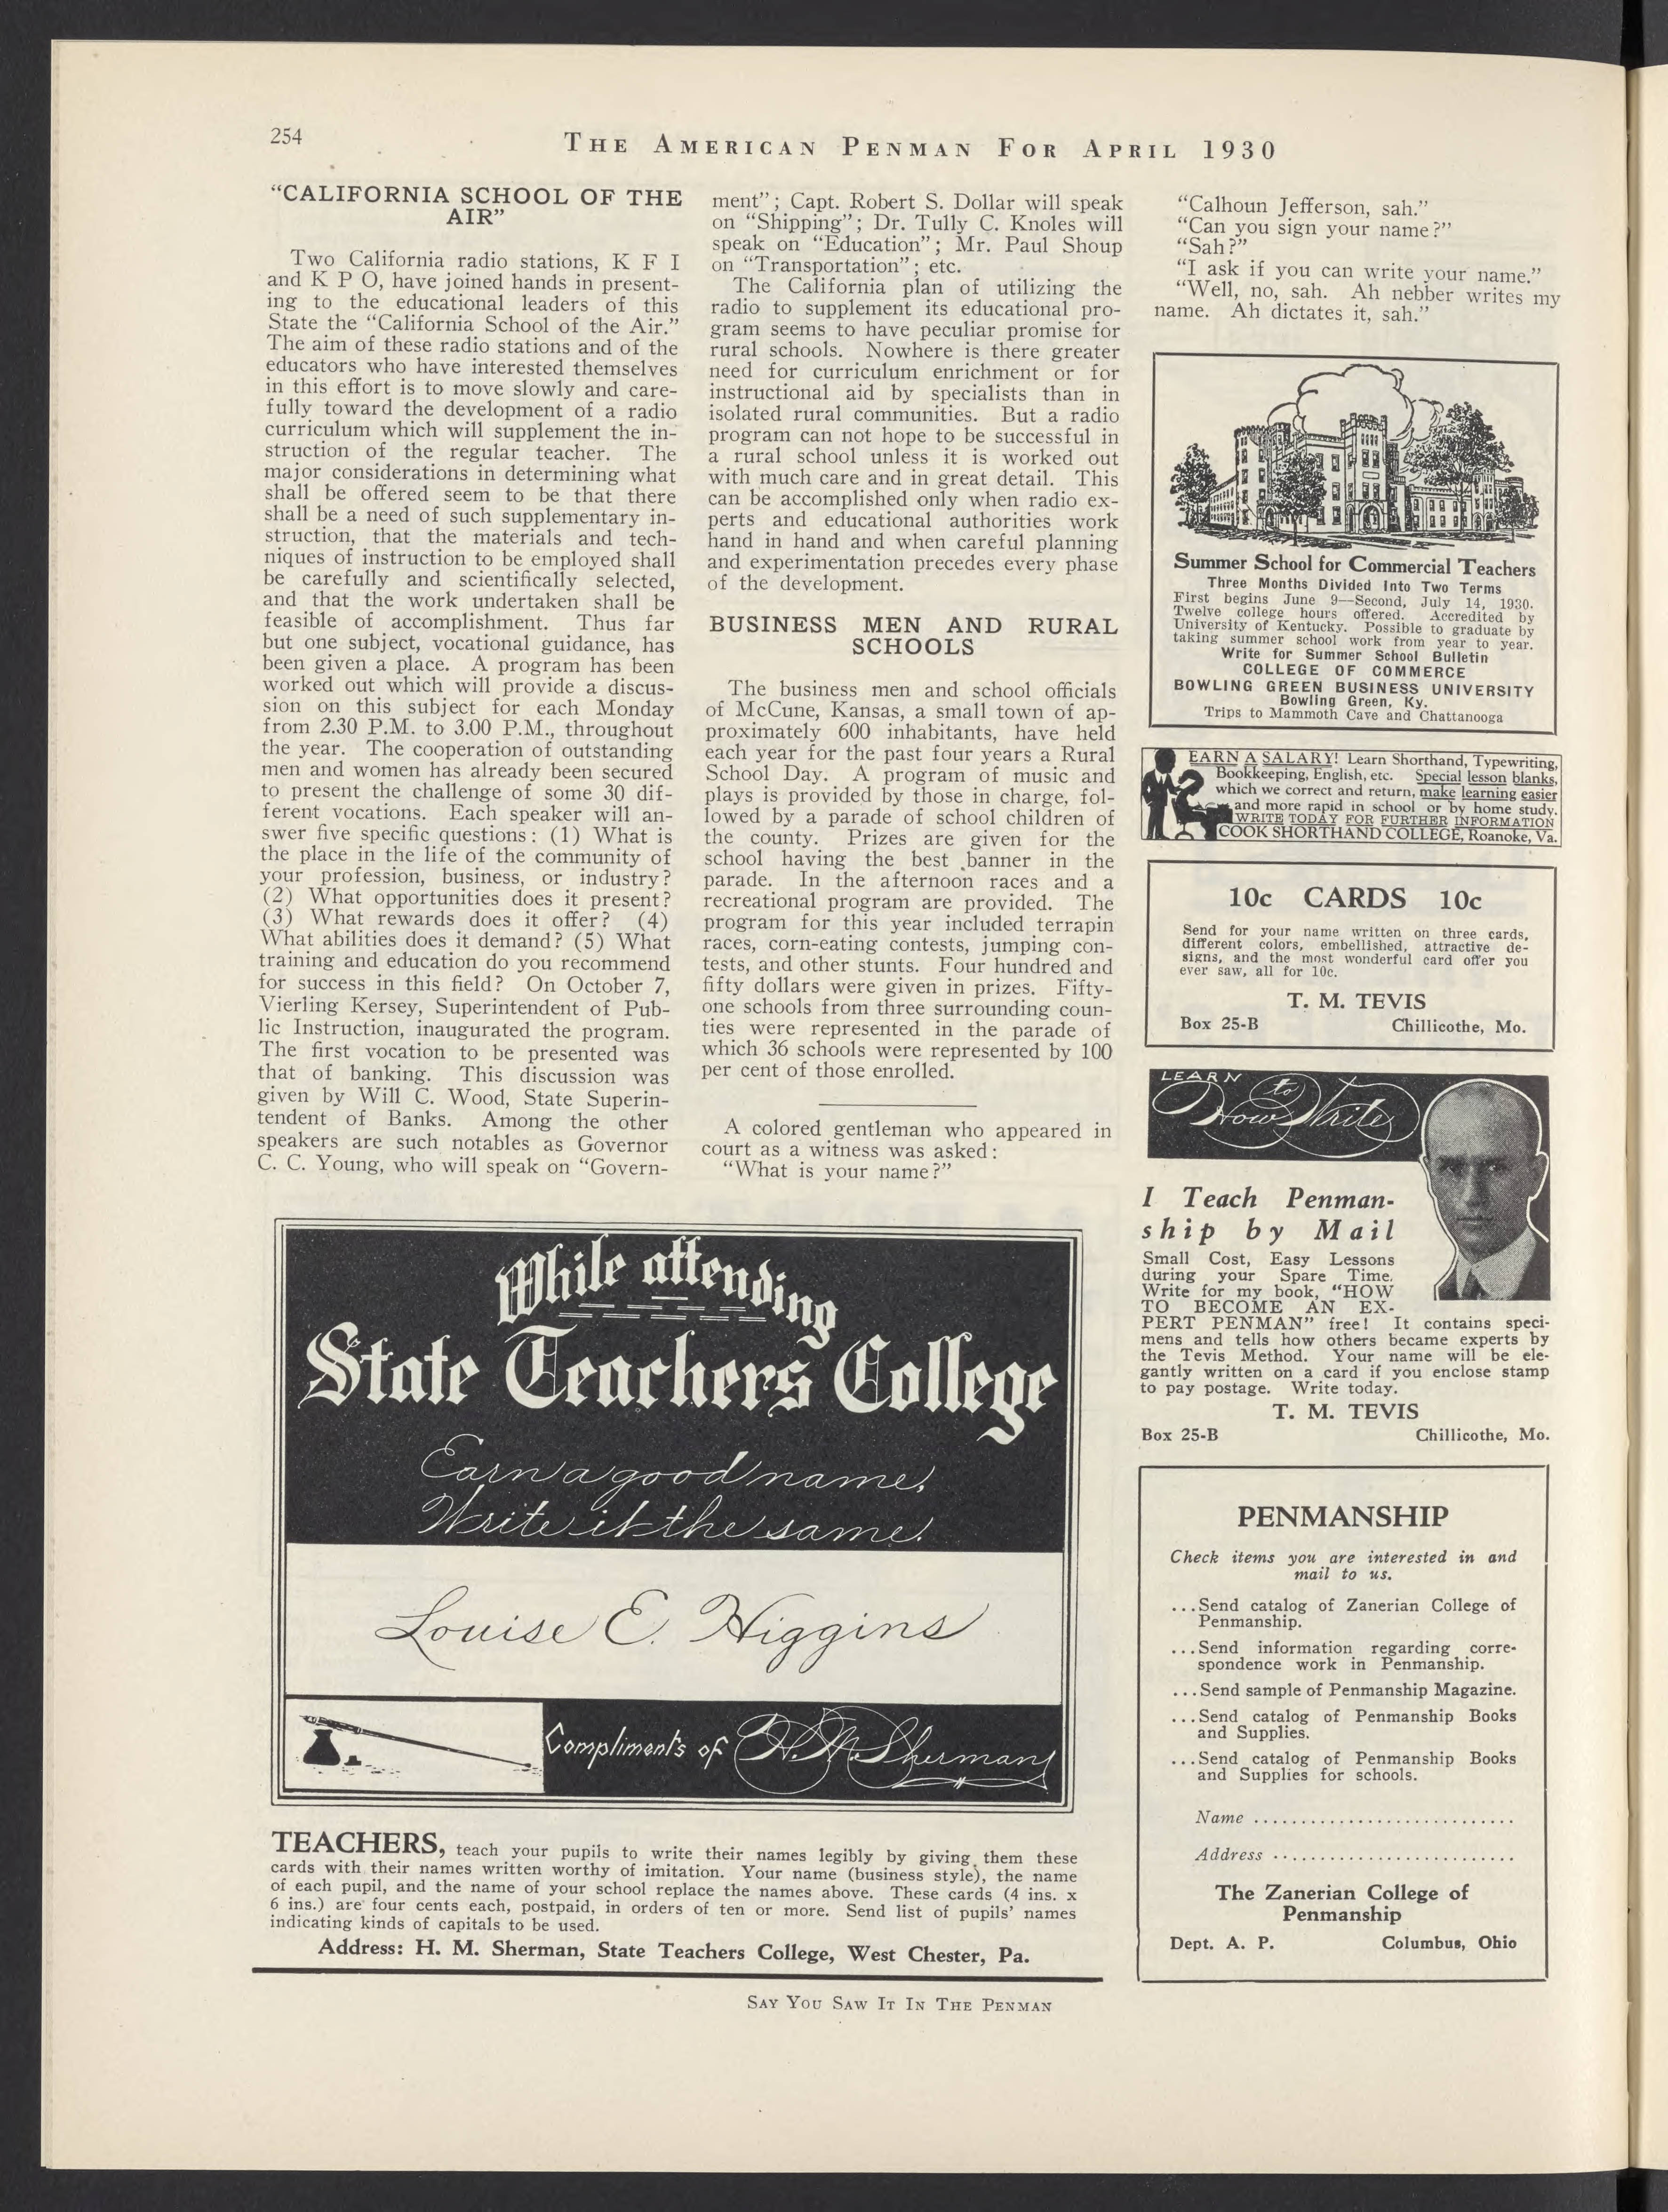 254
THE AMERICAN PENMAN FOR APRIL 1930
"CALIFORNIA SCHOOL OF THE
AIR"
Two California radio stations, K F I
and K P O, have joined hands in present-
ing to the educational leaders of this
State the "California School of the Air."
The aim of these radio stations and of the
educators who have interested themselves
in this effort is to move slowly and care-
fully toward the development of a radio
curriculum which will supplement the in-
struction of the regular teacher. The
major considerations in determining what
shall be offered seem to be that there
shall be a need of such supplementary in-
struction, that the materials and tech-
niques of instruction to be employed shall
be carefully and scientifically selected,
and that the work undertaken shall be
feasible of accomplishment. Thus far
but one subject, vocational guidance, has
been given a place. A program has been
worked out which will provide a discus-
sion on this subject for each Monday
from 2.30 P.M. to 3.00 P.M., throughout
the year. The cooperation of outstanding
men and women has already been secured
to present the challenge of some 30 dif-
ferent vocations. Each speaker will an-
swer five specific questions: (1) What is
the place in the life of the community of
your profession, business, or industry?
(2) What opportunities does it present?
(3) What rewards does it offer? (4)
What abilities does it demand? (5) What
training and education do you recommend
for success in this field? On October 7,
Vierling Kersey, Superintendent of Pub-
lic Instruction, inaugurated the program.
The first vocation to be presented was
that of banking. This discussion was
given by Will C. Wood, State Superin-
tendent of Banks. Among the other
speakers are such notables as Governor
C. C. Young, who will speak on "Govern-
ment"; Capt. Robert S. Dollar will speak
on "Shipping"; Dr. Tully C. Knoles will
speak on "Education"; Mr. Paul Shoup
on "Transportation"; etc.
The California plan of utilizing the
radio to supplement its educational pro-
gram seems to have peculiar promise for
rural schools. Nowhere is there greater
need for curriculum enrichment or for
instructional aid by specialists than in
isolated rural communities. But a radio
program can not hope to be successful in
a rural school unless it is worked out
with much care and in great detail. This
can be accomplished only when radio ex-
perts and educational authorities work
hand in hand and when careful planning
and experimentation precedes every phase
of the development.
BUSINESS MEN AND RURAL
SCHOOLS
The business men and school officials
of McCune, Kansas, a small town of ap-
proximately 600 inhabitants, have held
each year for the past four years a Rural
School Day. A program of music and
plays is provided by those in charge, fol-
lowed by a parade of school children of
the county. Prizes are given for the
school having the best banner in the
parade. In the afternoon races and a
recreational program are provided. The
program for this year included terrapin
races, corn-eating contests, jumping con-
tests, and other stunts. Four hundred and
fifty dollars were given in prizes. Fifty-
one schools from three surrounding coun-
ties were represented in the parade of
which 36 schools were represented by 100
per cent of those enrolled.
A colored gentleman who appeared in
court as a witness was asked:
"What is your name?"
"Calhoun Jefferson, sah."
"Can you sign your name?"
"Sah?"
"I ask if you can write your name."
"Well, no, sah. Ah nebber writes my
name. Ah dictates it, sah."
Summer School for Commercial Teachers
Three Months Divided Into Two Terms
First begins June 9—Second, July 14, 1930.
Twelve college hours offered. Accredited by
University of Kentucky. Possible to graduate by
taking summer school work from year to year.
Write for Summer School Bulletin
COLLEGE OF COMMERCE
BOWLING GREEN BUSINESS UNIVERSITY
Bowling Green, Ky.
Trips to Mammoth Cave and Chattanooga
EARN A SALARY! Learn Shorthand, Typewriting,
Bookkeeping, English, etc. Special lesson blanks,
which we correct and return, make learning easier
and more rapid in school or by home study.
WRITE TODAY FOR FURTHER INFORMATION
COOK SHORTHAND COLLEGE, Roanoke, Va.
10c CARDS 10c
Send for your name written on three cards,
different colors, embellished, attractive de-
signs, and the most wonderful card offer you
ever saw, all for 10c.
T. M. TEVIS
Box 25-B Chillicothe, Mo.
LEARN
How to Write
I Teach Penman-
ship by Mail
Small Cost, Easy Lessons
during your Spare Time.
Write for my book, "HOW
TO BECOME AN EX-
PERT PENMAN" free! It contains speci-
mens and tells how others became experts by
the Tevis Method. Your name will be ele-
gantly written on a card if you enclose stamp
to pay postage. Write today.
T. M. TEVIS
Box 25-B Chillicothe, Mo.
PENMANSHIP
Check items you are interested in and
mail to us.
...Send catalog of Zanerian College of
Penmanship.
...Send information regarding corre-
spondence work in Penmanship.
...Send sample of Penmanship Magazine.
...Send catalog of Penmanship Books
and Supplies.
...Send catalog of Penmanship Books
and Supplies for schools.
Name ............................
Address ..........................
The Zanerian College of
Penmanship
Dept. A. P. Columbus, Ohio
While attending
State Teachers College
Earn a good name,
Write it the same.
Louise E. Higgins
Compliments of H. M. Sherman
TEACHERS, teach your pupils to write their names legibly by giving them these
cards with their names written worthy of imitation. Your name (business style), the name
of each pupil, and the name of your school replace the names above. These cards (4 ins. x
6 ins.) are four cents each, postpaid, in orders of ten or more. Send list of pupils' names
indicating kinds of capitals to be used.
Address: H. M. Sherman, State Teachers College, West Chester, Pa.
SAY YOU SAW IT IN THE PENMAN